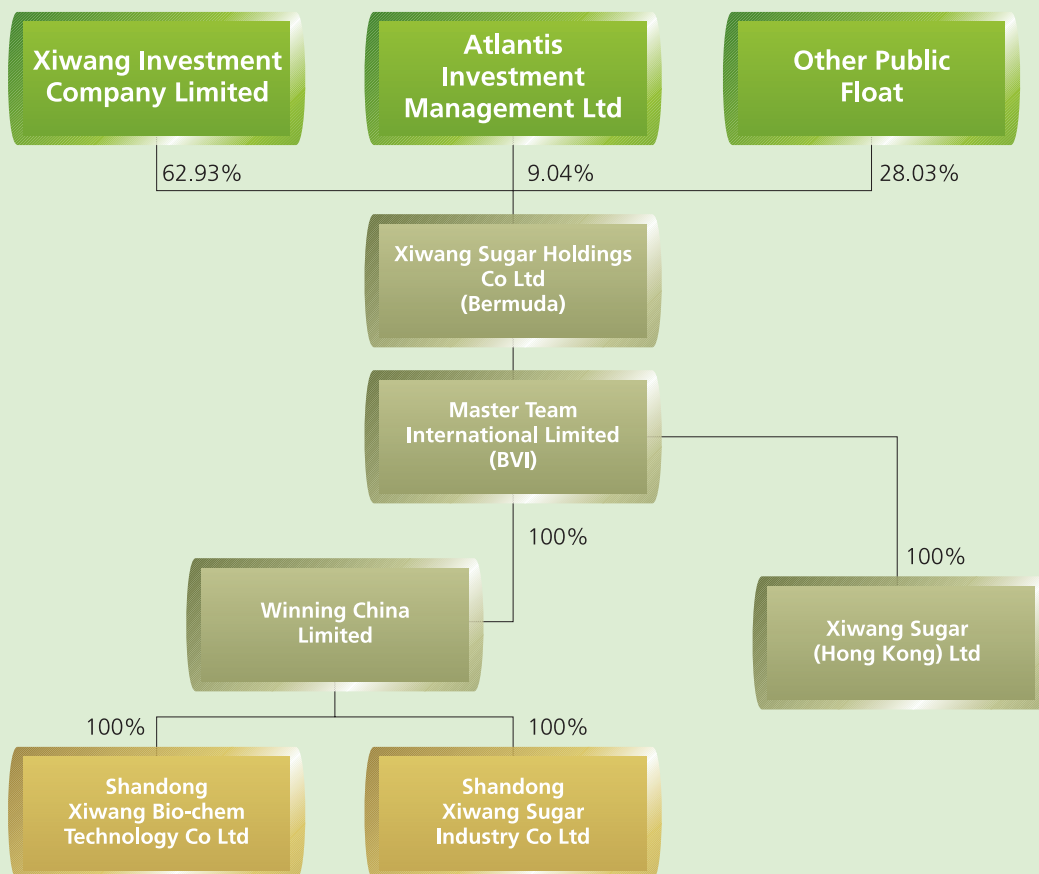 Xiwang Investment
Company Limited
Atlantis
Investment
Management Ltd
Other Public
Float
62.93%
9.04%
28.03%
Xiwang Sugar Holdings
Co Ltd
(Bermuda)
Master Team
International Limited
(BVI)
100%
100%
Winning China
Limited
Xiwang Sugar
(Hong Kong) Ltd
100%
100%
Shandong
Xiwang Bio-chem
Technology Co Ltd
Shandong
Xiwang Sugar
Industry Co Ltd